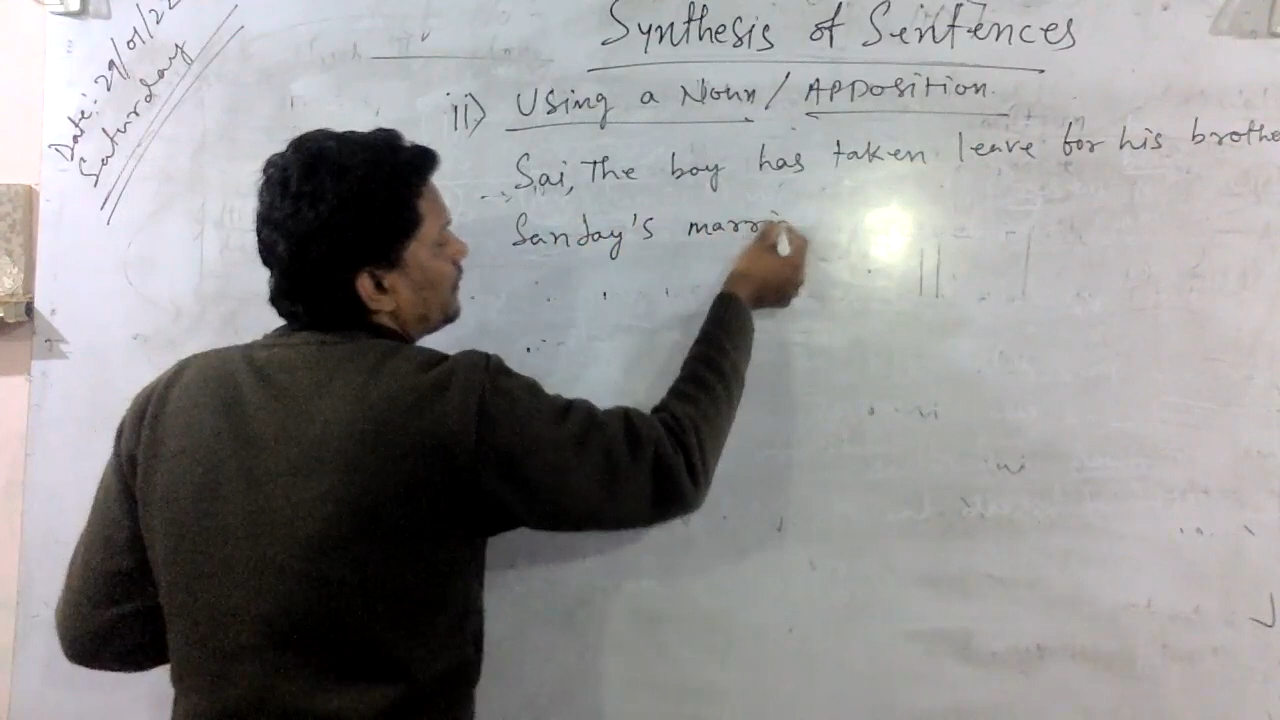 Date: 29/01/22
Saturday
Synthesis of Sentences
ii) Using a Noun / APPOSITION.
Sai, The boy has taken leave for his brothe
Sanday's marri